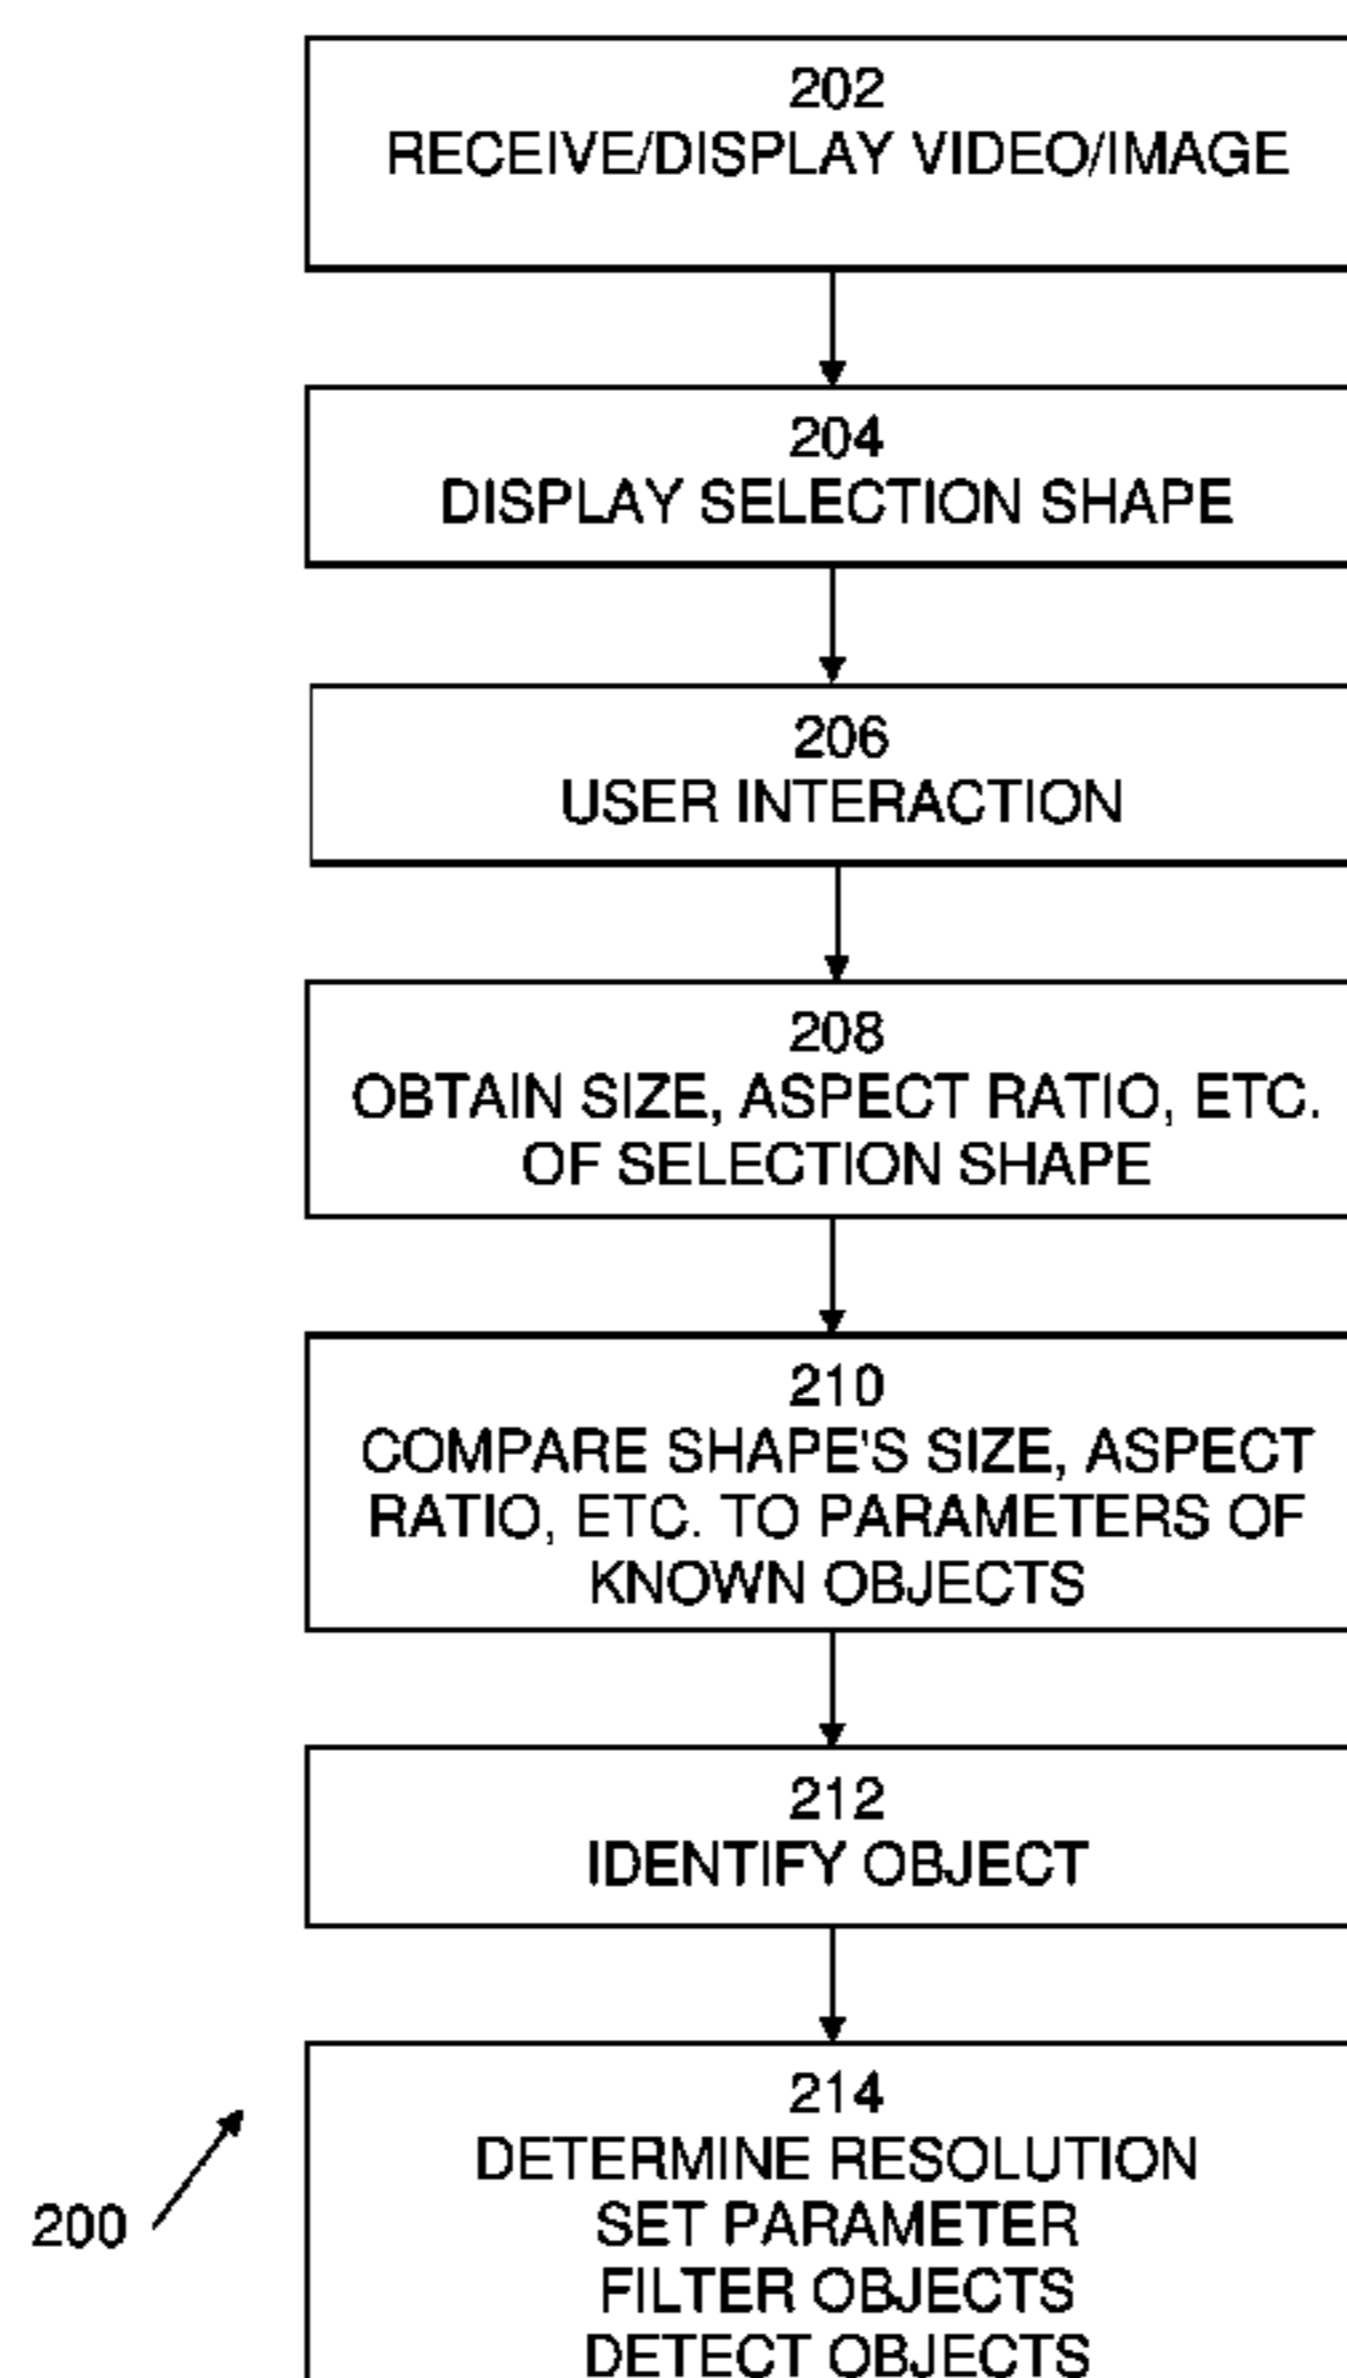 202
RECEIVE/DISPLAY VIDEO/IMAGE
204
DISPLAY SELECTION SHAPE
206
USER INTERACTION
208
OBTAIN SIZE, ASPECT RATIO, ETC.
OF SELECTION SHAPE
210
COMPARE SHAPE'S SIZE, ASPECT
RATIO, ETC. TO PARAMETERS OF
KNOWN OBJECTS
212
IDENTIFY OBJECT
214
DETERMINE RESOLUTION
SET PARAMETER
FILTER OBJECTS
DETECT OBJECTS
200